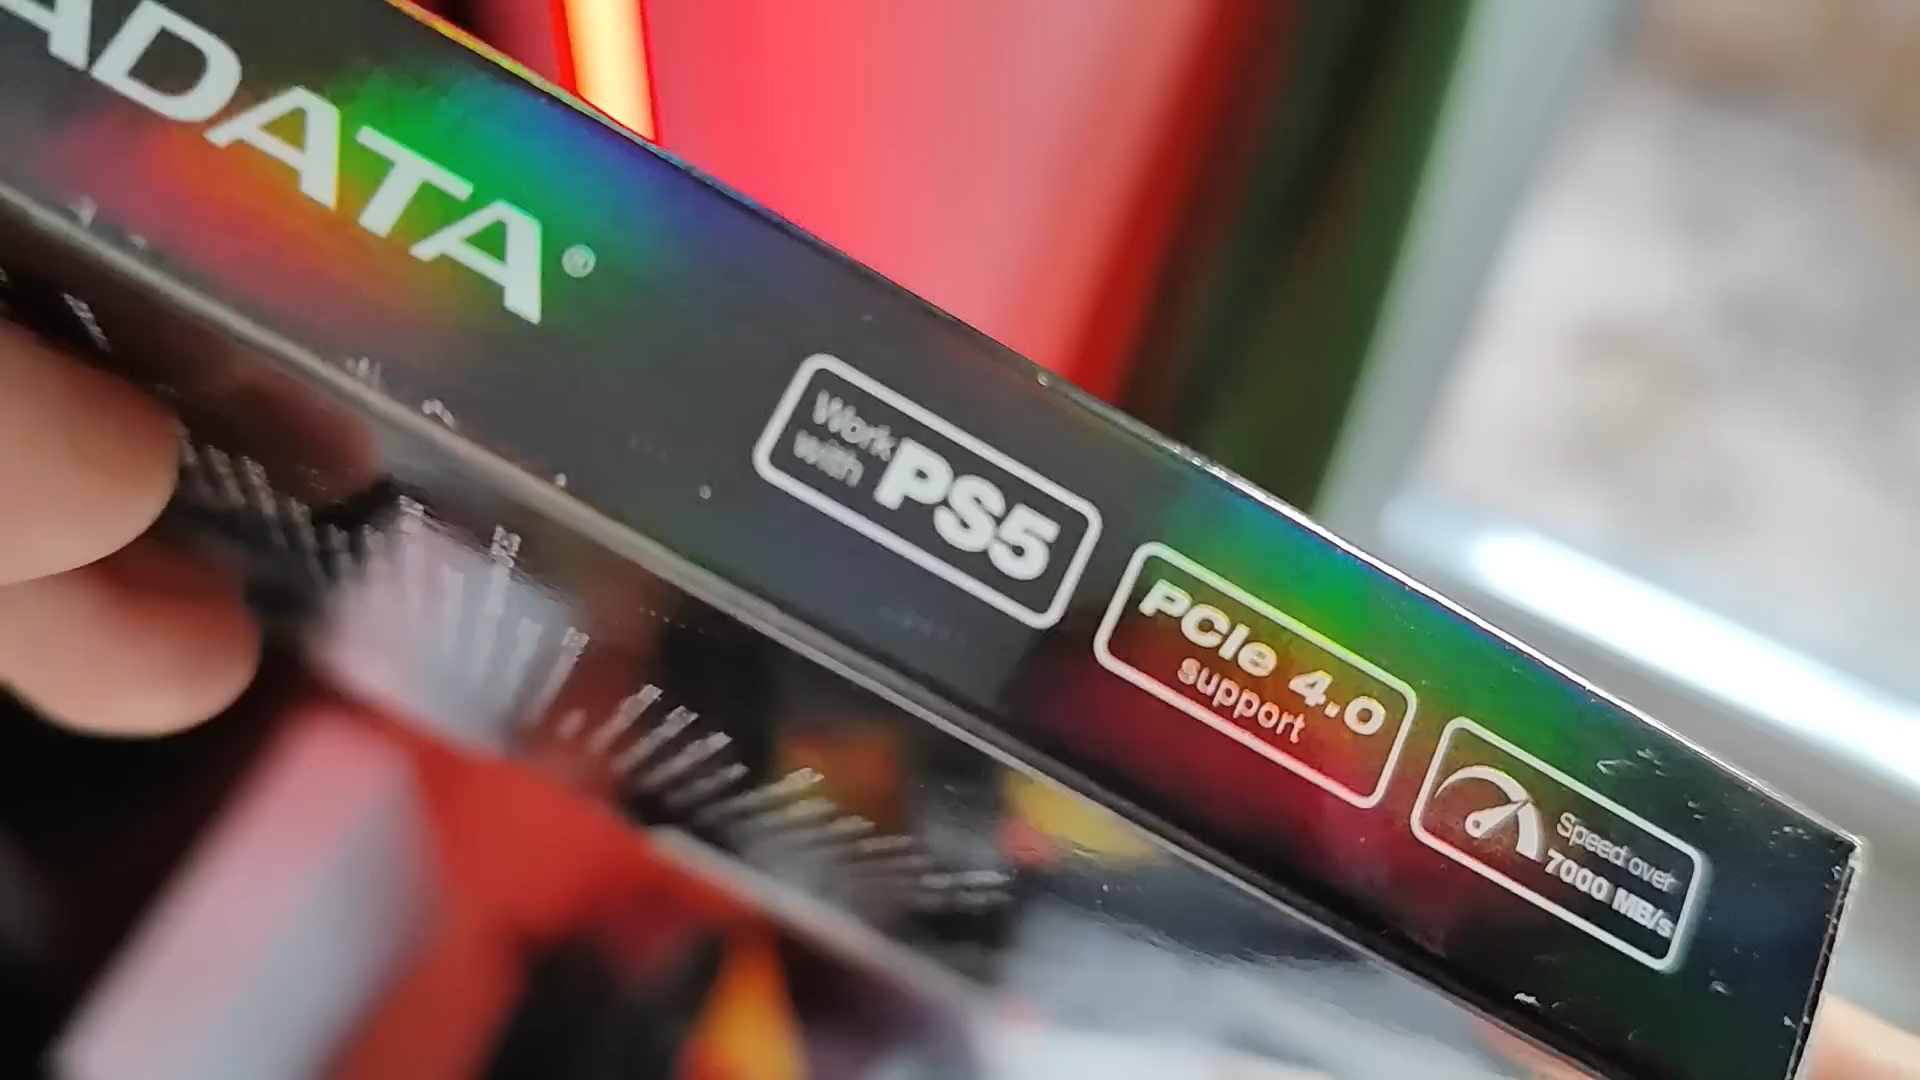 ADATA®
Work
with PS5
PCIe 4.0
support
Speed over
7000 MB/s